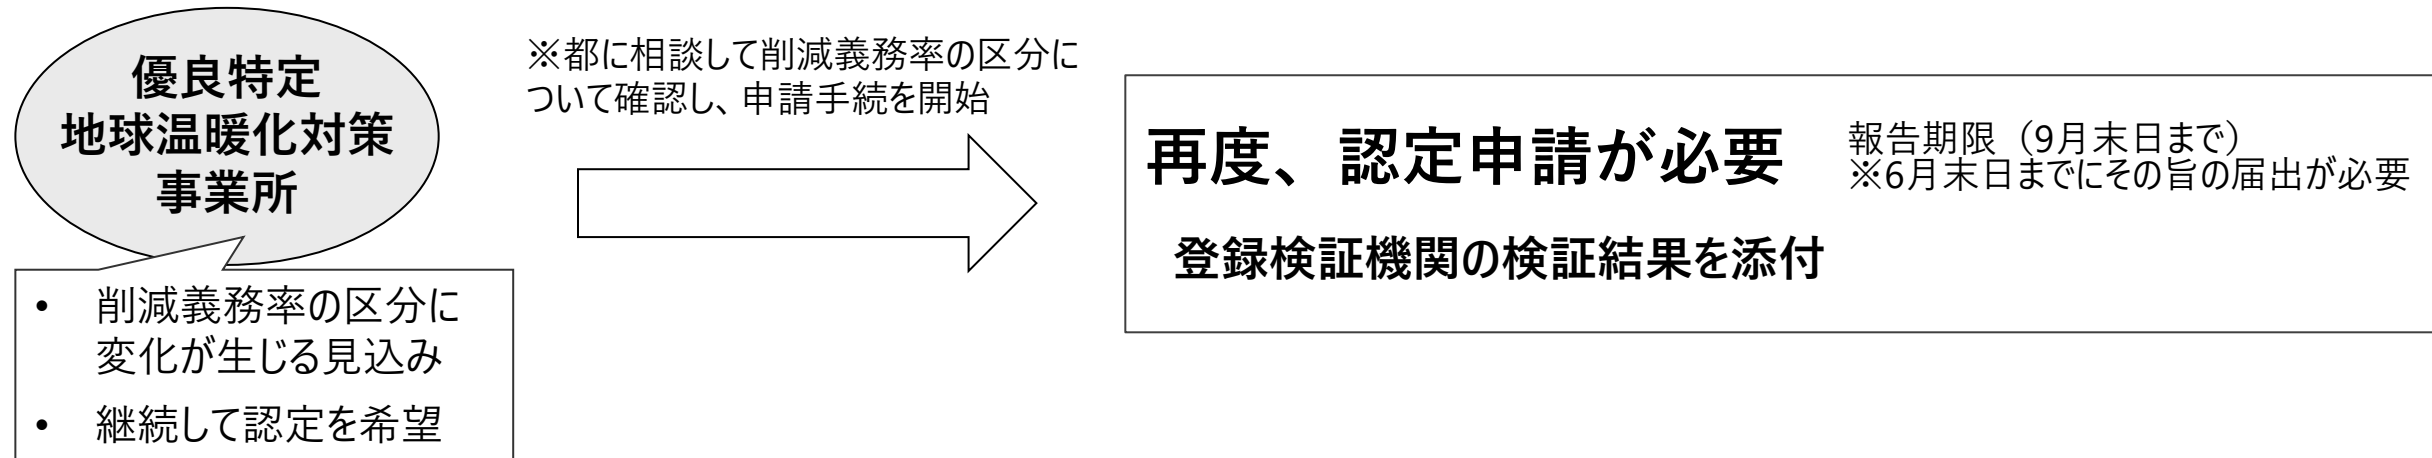 優良特定
地球温暖化対策
事業所
• 削減義務率の区分に
変化が生じる見込み
• 継続して認定を希望
※都に相談して削減義務率の区分に
ついて確認し、申請手続を開始
再度、認定申請が必要
報告期限（9月末日まで）
※6月末日までにその旨の届出が必要
登録検証機関の検証結果を添付